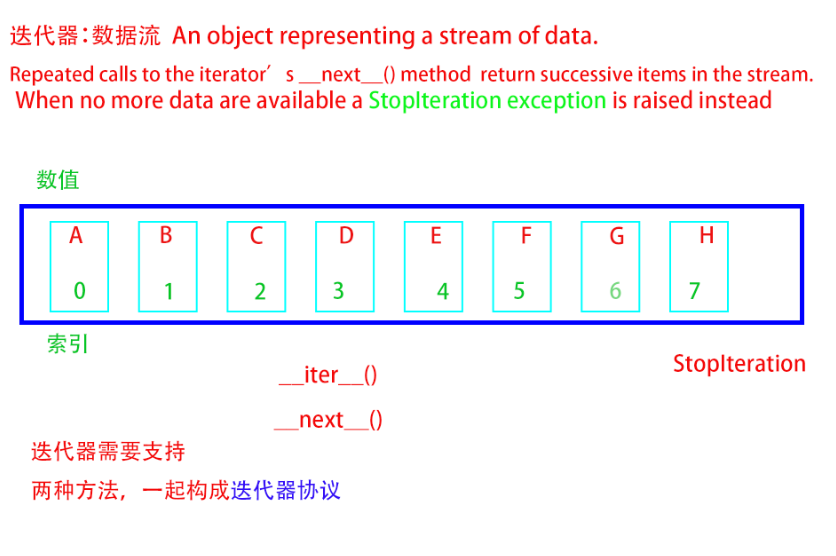 迭代器：数据流 An object representing a stream of data.
Repeated calls to the iterator’s __next__() method return successive items in the stream.
When no more data are available a StopIteration exception is raised instead
数值
A B C D E F G H
0 1 2 3 4 5 6 7
索引
StopIteration
__iter__()
__next__()
迭代器需要支持
两种方法，一起构成迭代器协议